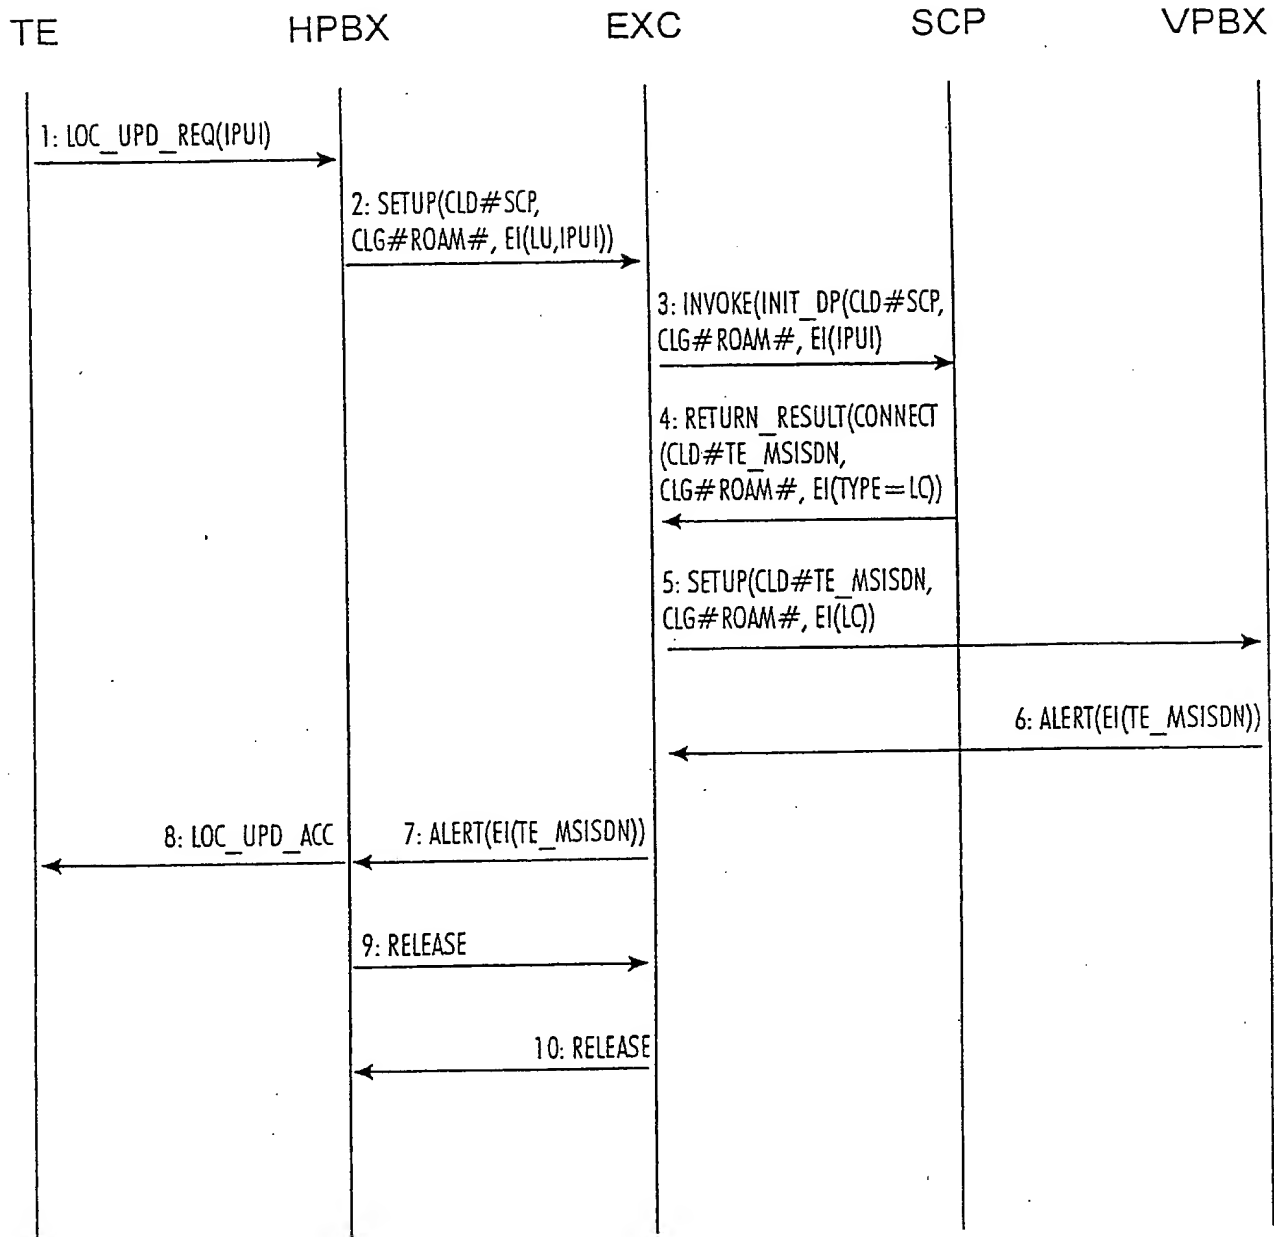 TE HPBX EXC SCP VPBX
1: LOC_UPD_REQ(IPUI)
2: SETUP(CLD#SCP,
CLG#ROAM#, EI(LU,IPUI))
3: INVOKE(INIT_DP(CLD#SCP,
CLG#ROAM#, EI(IPUI)
4: RETURN_RESULT(CONNECT
(CLD#TE_MSISDN,
CLG#ROAM#, EI(TYPE=LC))
5: SETUP(CLD#TE_MSISDN,
CLG#ROAM#, EI(LC))
6: ALERT(EI(TE_MSISDN))
8: LOC_UPD_ACC 7: ALERT(EI(TE_MSISDN))
9: RELEASE
10: RELEASE